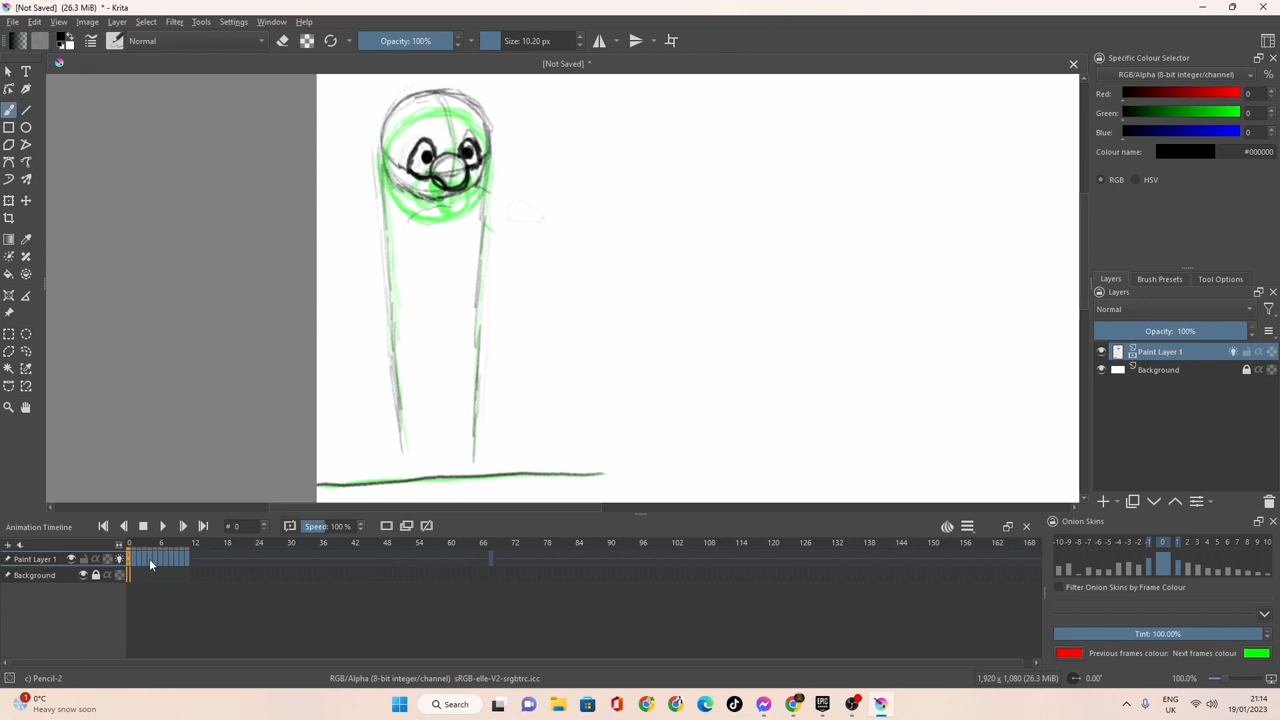 [Not Saved] (26.3 MiB) * - Krita
File Edit View Image Layer Select Filter Tools Settings Window Help
Normal Opacity: 100% Size: 10.20 px
[Not Saved] *
Specific Colour Selector
RGB/Alpha (8-bit integer/channel) %
Red: 0
Green: 0
Blue: 0
Colour name: #000000
RGB HSV
Layers Brush Presets Tool Options
Layers
Normal
Opacity: 100%
Paint Layer 1
Background
Animation Timeline # 0 Speed: 100 %
0 6 12 18 24 30 36 42 48 54 60 66 72 78 84 90 96 102 108 114 120 126 132 138 144 150 156 162 168
Paint Layer 1
Background
Onion Skins
-10 -9 -8 -7 -6 -5 -4 -3 -2 -1 0 1 2 3 4 5 6 7 8 9 10
Filter Onion Skins by Frame Colour
Tint: 100.00%
Previous frames colour: Next frames colour:
c) Pencil-2 RGB/Alpha (8-bit integer/channel) sRGB-elle-V2-srgbtrc.icc 1,920 x 1,080 (26.3 MiB) 0.00° 100.0%
1
0°C
Heavy snow soon
Search
EPIC GAMES
ENG
UK
21:14
19/01/2023